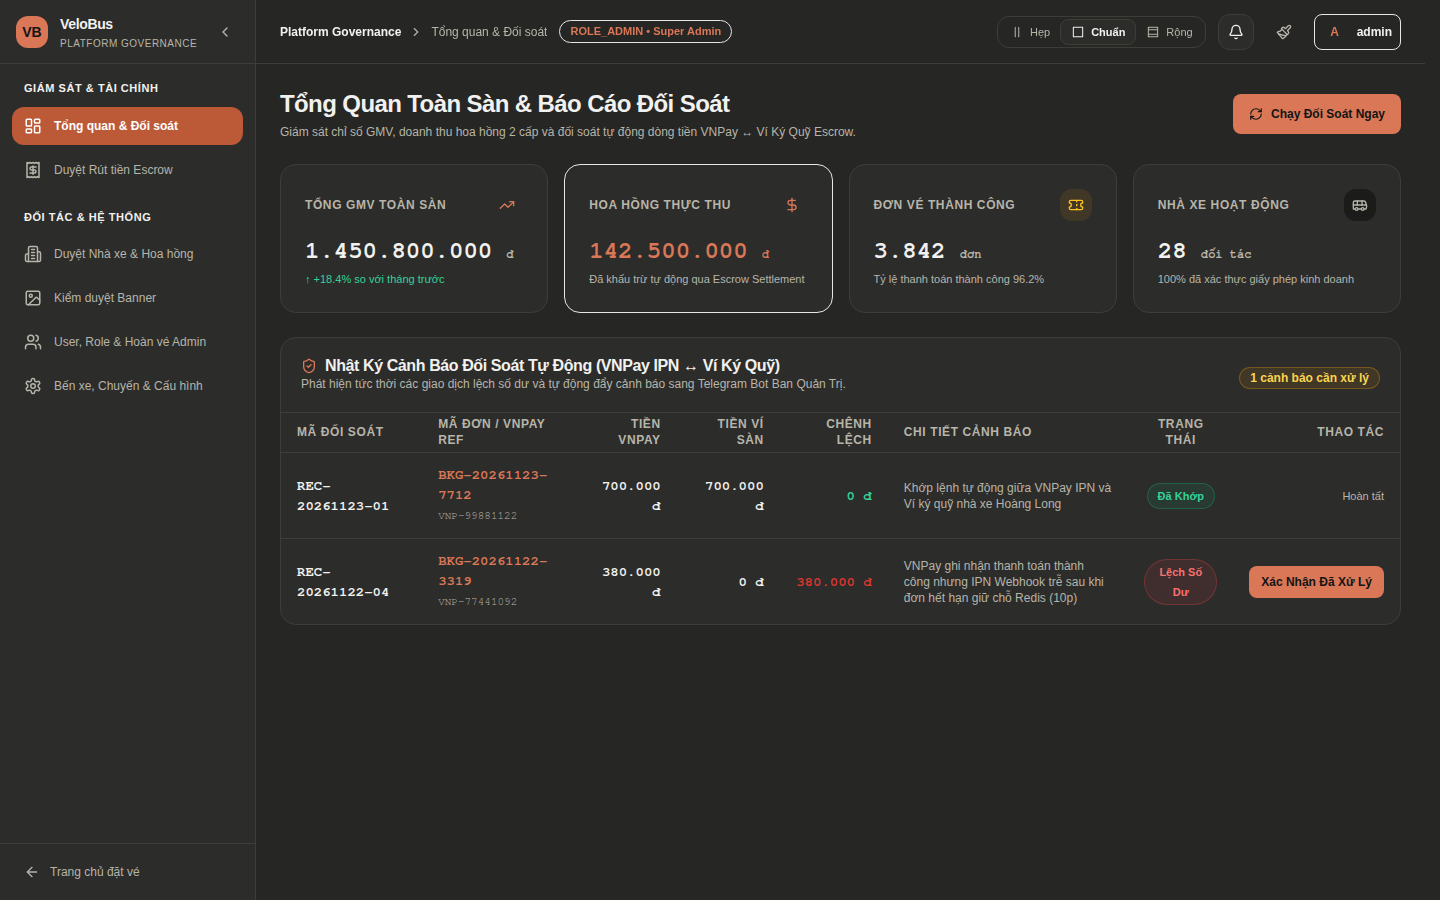 VB
VeloBus
PLATFORM GOVERNANCE
GIÁM SÁT & TÀI CHÍNH
Tổng quan & Đối soát
Duyệt Rút tiền Escrow
ĐỐI TÁC & HỆ THỐNG
Duyệt Nhà xe & Hoa hồng
Kiểm duyệt Banner
User, Role & Hoàn vé Admin
Bến xe, Chuyến & Cấu hình
Trang chủ đặt vé
Platform Governance
Tổng quan & Đối soát
ROLE_ADMIN • Super Admin
Hẹp
Chuẩn
Rộng
A
admin
Tổng Quan Toàn Sàn & Báo Cáo Đối Soát
Giám sát chỉ số GMV, doanh thu hoa hồng 2 cấp và đối soát tự động dòng tiền VNPay ↔ Ví Ký Quỹ Escrow.
Chạy Đối Soát Ngay
TỔNG GMV TOÀN SÀN
1.450.800.000 đ
↑ +18.4% so với tháng trước
HOA HỒNG THỰC THU
142.500.000 đ
Đã khấu trừ tự động qua Escrow Settlement
ĐƠN VÉ THÀNH CÔNG
3.842 đơn
Tỷ lệ thanh toán thành công 96.2%
NHÀ XE HOẠT ĐỘNG
28 đối tác
100% đã xác thực giấy phép kinh doanh
Nhật Ký Cảnh Báo Đối Soát Tự Động (VNPay IPN ↔ Ví Ký Quỹ)
Phát hiện tức thời các giao dịch lệch số dư và tự động đẩy cảnh báo sang Telegram Bot Ban Quản Trị.
1 cảnh báo cần xử lý
MÃ ĐỐI SOÁT
MÃ ĐƠN / VNPAY
REF
TIỀN
VNPAY
TIỀN VÍ
SÀN
CHÊNH
LỆCH
CHI TIẾT CẢNH BÁO
TRẠNG
THÁI
THAO TÁC
REC-
20261123-01
BKG-20261123-
7712
VNP-99881122
700.000
đ
700.000
đ
0 đ
Khớp lệnh tự động giữa VNPay IPN và
Ví ký quỹ nhà xe Hoàng Long
Đã Khớp
Hoàn tất
REC-
20261122-04
BKG-20261122-
3319
VNP-77441092
380.000
đ
0 đ
380.000 đ
VNPay ghi nhận thanh toán thành
công nhưng IPN Webhook trễ sau khi
đơn hết hạn giữ chỗ Redis (10p)
Lệch Số
Dư
Xác Nhận Đã Xử Lý